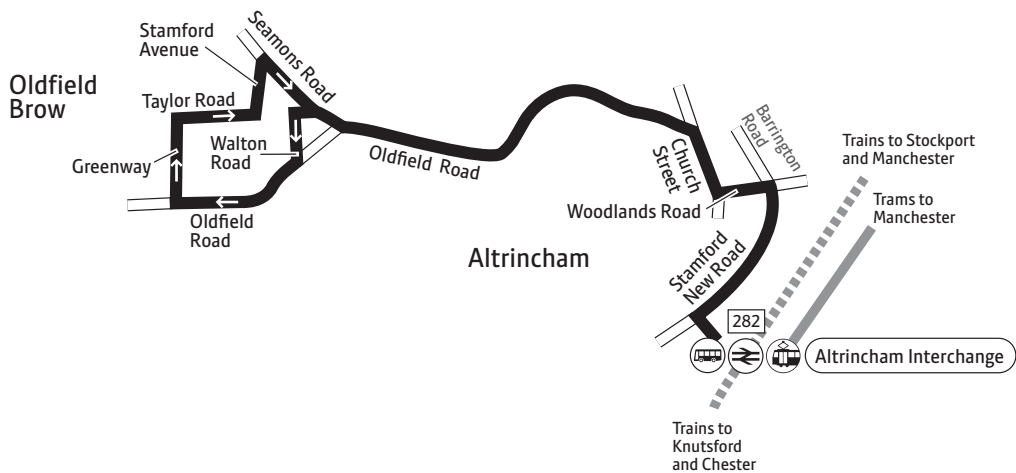 Stamford
Avenue
Seamons Road
Oldfield
Brow
Taylor Road
Walton
Road
Greenway
Oldfield
Road
Oldfield Road
Church
Street
Barrington
Road
Trains to Stockport
and Manchester
Trams to
Manchester
Woodlands Road
Altrincham
Stamford
New Road
282
Altrincham Interchange
Trains to
Knutsford
and Chester